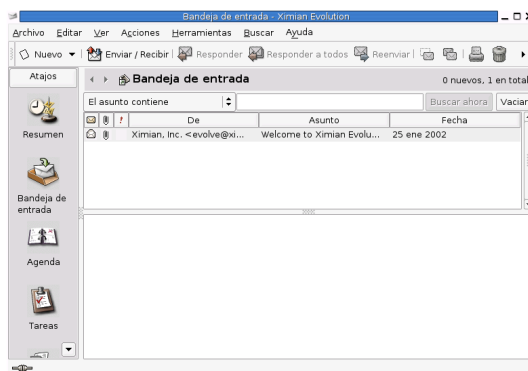 Bandeja de entrada - Ximian Evolution
Archivo Editar Ver Acciones Herramientas Buscar Ayuda
Nuevo Enviar / Recibir Responder Responder a todos Reenviar
Atajos
Bandeja de entrada 0 nuevos, 1 en total
El asunto contiene Buscar ahora Vaciar
! De Asunto Fecha
Ximian, Inc. <evolve@xi... Welcome to Ximian Evolu... 25 ene 2002
Resumen
Bandeja de
entrada
Agenda
Tareas